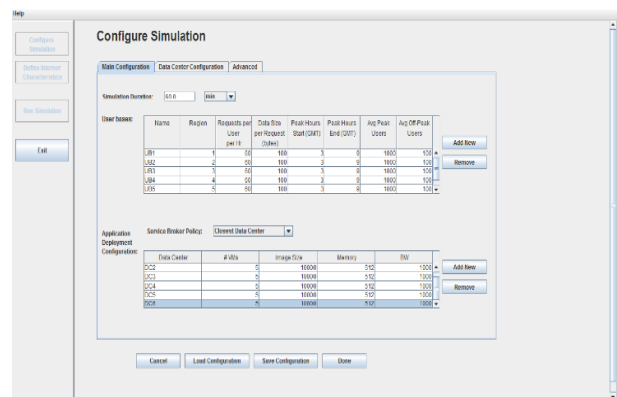 Help
Configure Simulation
Configure
Simulation
Define Internet
Characteristics
Run Simulation
Exit
Main Configuration Data Center Configuration Advanced
Simulation Duration: 60.0 min
User bases:
Name Region Requests per User per Hr Data Size per Request (bytes) Peak Hours Start (GMT) Peak Hours End (GMT) Avg Peak Users Avg Off-Peak Users
UB1 1 60 100 3 9 1000 100
UB2 2 60 100 3 9 1000 100
UB3 3 60 100 3 9 1000 100
UB4 4 60 100 3 9 1000 100
UB5 5 60 100 3 9 1000 100
Add New
Remove
Application Deployment Configuration:
Service Broker Policy: Closest Data Center
Data Center # VMs Image Size Memory BW
DC2 5 10000 512 1000
DC3 5 10000 512 1000
DC4 5 10000 512 1000
DC5 5 10000 512 1000
DC6 5 10000 512 1000
Add New
Remove
Cancel Load Configuration Save Configuration Done